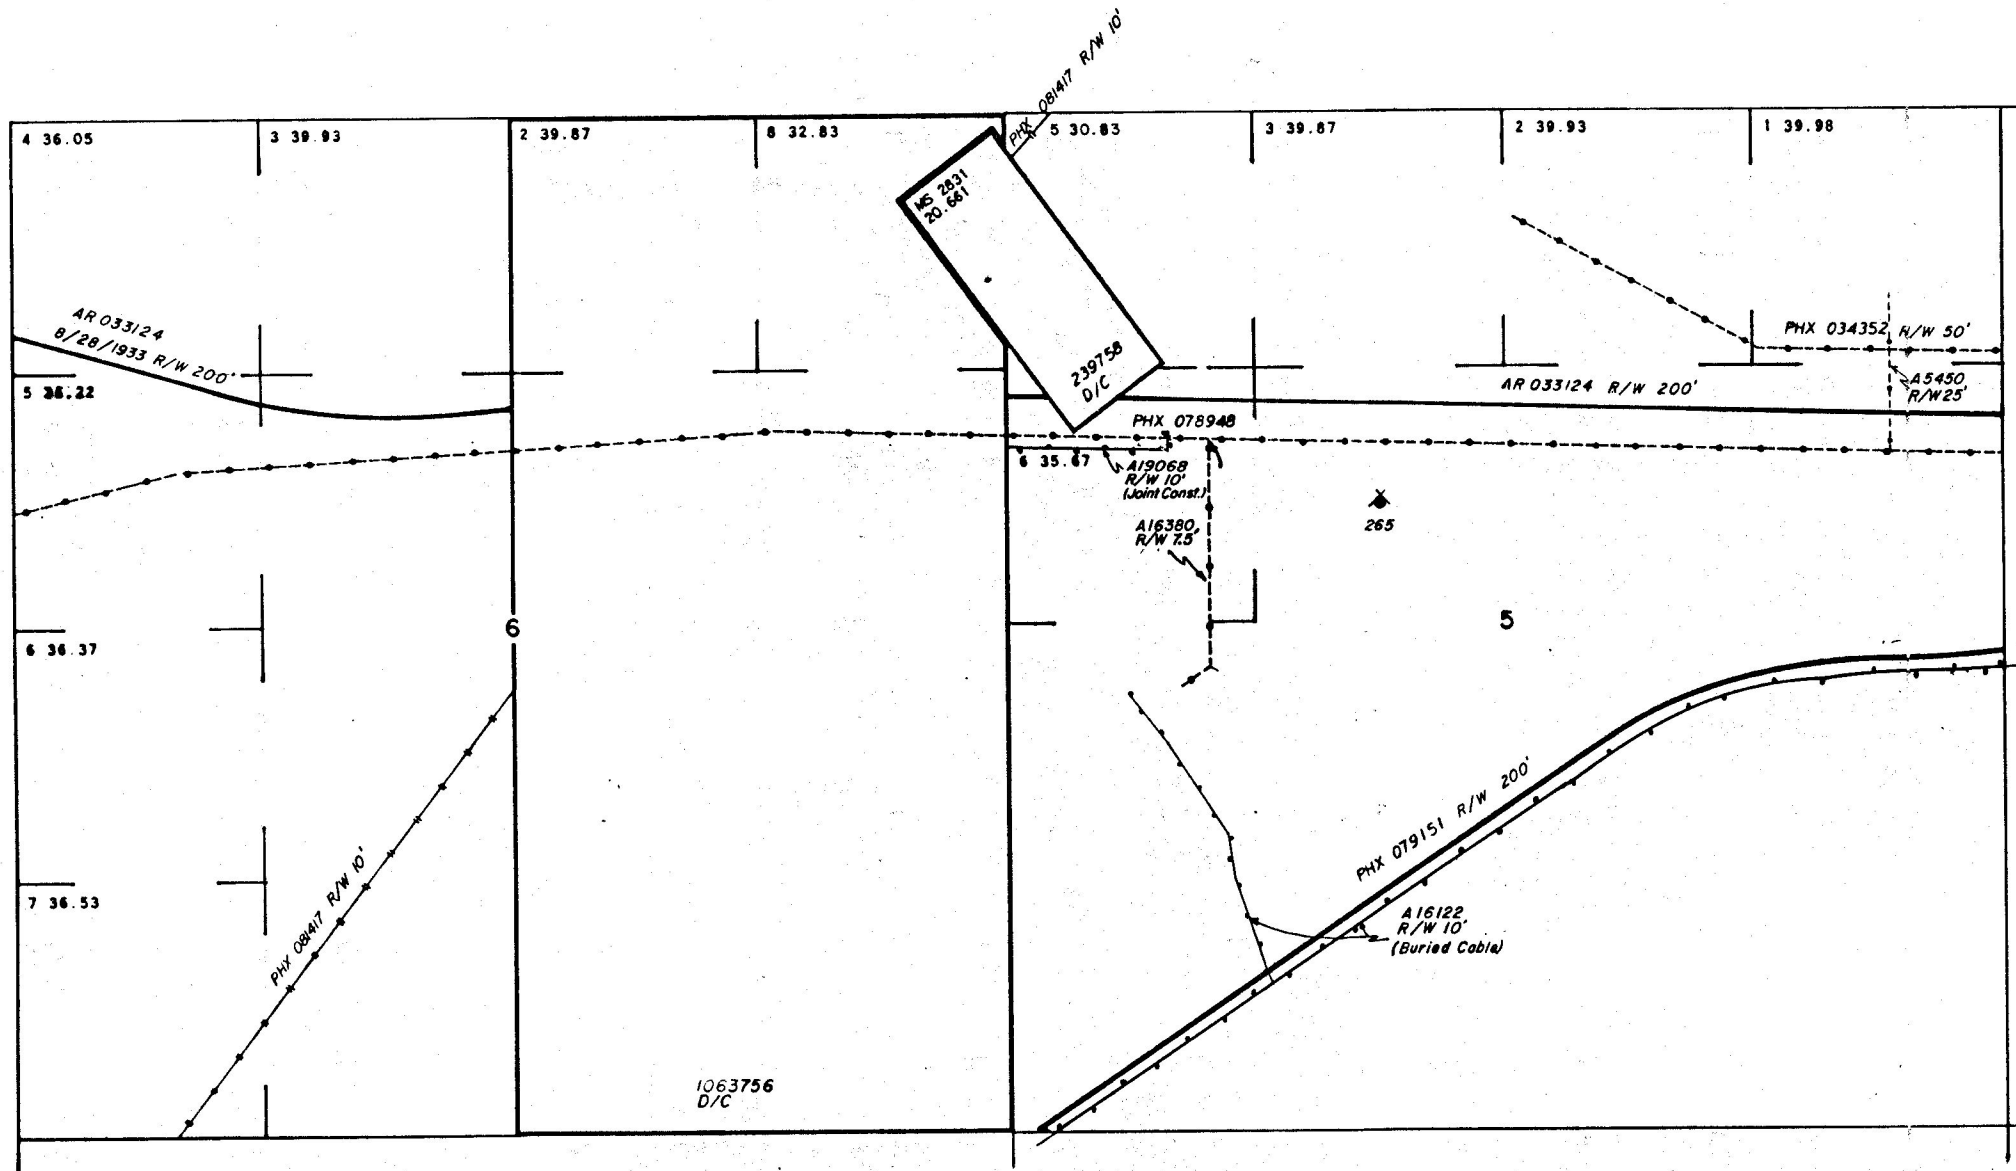 PHX 081417 R/W 10'
4 36.05
3 39.93
2 39.87
8 32.83
5 30.83
3 39.87
2 39.93
1 39.98
MS 2831
20.661
AR 033124
8/28/1933 R/W 200'
PHX 034352 R/W 50'
239758
D/C
5 36.22
AR 033124 R/W 200'
A5450
R/W 25'
PHX 078948
6 35.67
A19068
R/W 10'
(Joint Const.)
265
A16380
R/W 7.5'
6
5
6 36.37
PHX 079151 R/W 200'
7 36.53
PHX 081417 R/W 10'
A16122
R/W 10'
(Buried Cable)
1063756
D/C